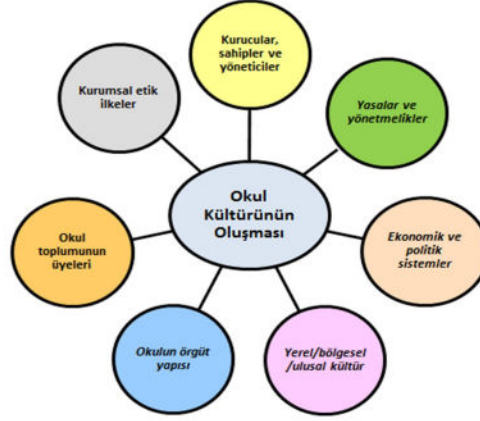 Kurucular,
sahipler ve
yöneticiler
Yasalar ve
yönetmelikler
Ekonomik ve
politik
sistemler
Yerel/bölgesel
/ulusal kültür
Okulun örgüt
yapısı
Okul
toplumunun
üyeleri
Kurumsal etik
ilkeler
Okul
Kültürünün
Oluşması